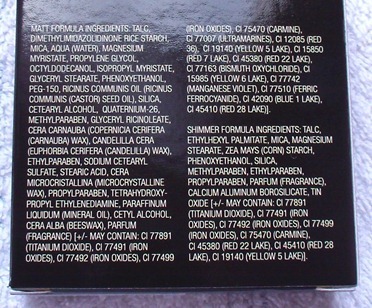 MATT FORMULA INGREDIENTS: TALC,
DIMETHYLIMIDAZOLIDINONE RICE STARCH,
MICA, AQUA (WATER), MAGNESIUM
MYRISTATE, PROPYLENE GLYCOL,
OCTYLDODECANOL, ISOPROPYL MYRISTATE,
GLYCERYL STEARATE, PHENOXYETHANOL,
PEG-150, RICINUS COMMUNIS OIL (RICINUS
COMMUNIS (CASTOR) SEED OIL), SILICA,
CETEARYL ALCOHOL, QUATERNIUM-26,
METHYLPARABEN, GLYCERYL RICINOLEATE,
CERA CARNAUBA (COPERNICIA CERIFERA
(CARNAUBA) WAX), CANDELILLA CERA
(EUPHORBIA CERIFERA (CANDELILLA) WAX),
ETHYLPARABEN, SODIUM CETEARYL
SULFATE, STEARIC ACID, CERA
MICROCRISTALLINA (MICROCRYSTALLINE
WAX), PROPYLPARABEN, TETRAHYDROXY-
PROPYL ETHYLENEDIAMINE, PARAFFINUM
LIQUIDUM (MINERAL OIL), CETYL ALCOHOL,
CERA ALBA (BEESWAX), PARFUM
(FRAGRANCE) [+/- MAY CONTAIN: CI 77891
(TITANIUM DIOXIDE), CI 77491 (IRON
OXIDES), CI 77492 (IRON OXIDES), CI 77499
(IRON OXIDES), CI 75470 (CARMINE),
CI 77007 (ULTRAMARINES), CI 12085 (RED
36), CI 19140 (YELLOW 5 LAKE), CI 15850
(RED 7 LAKE), CI 45380 (RED 22 LAKE),
CI 77163 (BISMUTH OXYCHLORIDE), CI
15985 (YELLOW 6 LAKE), CI 77742
(MANGANESE VIOLET), CI 77510 (FERRIC
FERROCYANIDE), CI 42090 (BLUE 1 LAKE),
CI 45410 (RED 28 LAKE)].
SHIMMER FORMULA INGREDIENTS: TALC,
ETHYLHEXYL PALMITATE, MICA, MAGNESIUM
STEARATE, ZEA MAYS (CORN) STARCH,
PHENOXYETHANOL, SILICA,
METHYLPARABEN, ETHYLPARABEN,
PROPYLPARABEN, PARFUM (FRAGRANCE),
CALCIUM ALUMINUM BOROSILICATE, TIN
OXIDE [+/- MAY CONTAIN: CI 77891
(TITANIUM DIOXIDE), CI 77491 (IRON
OXIDES), CI 77492 (IRON OXIDES), CI 77499
(IRON OXIDES), CI 75470 (CARMINE),
CI 45380 (RED 22 LAKE), CI 45410 (RED 28
LAKE), CI 19140 (YELLOW 5 LAKE)].